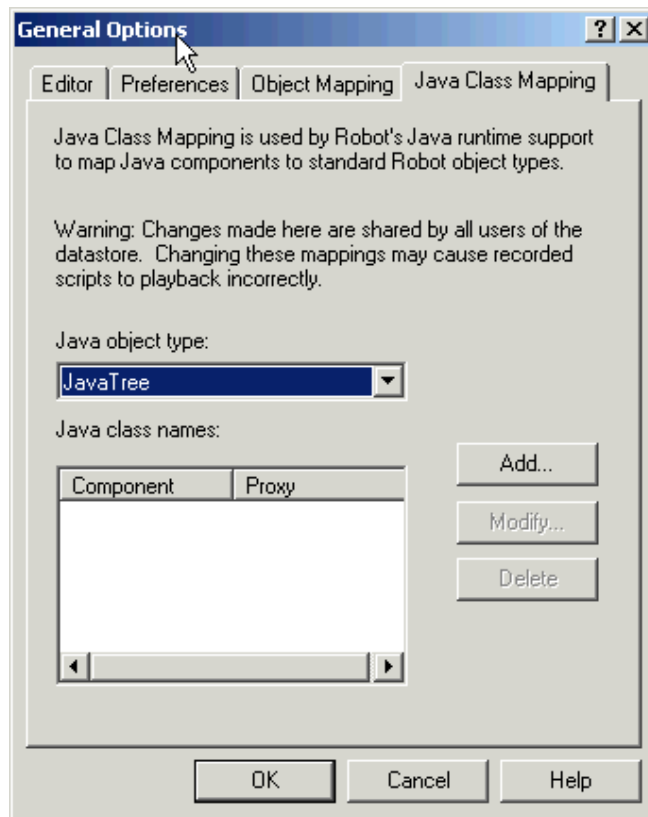 General Options
Editor Preferences Object Mapping Java Class Mapping
Java Class Mapping is used by Robot's Java runtime support
to map Java components to standard Robot object types.
Warning: Changes made here are shared by all users of the
datastore. Changing these mappings may cause recorded
scripts to playback incorrectly.
Java object type:
JavaTree
Java class names:
Component Proxy
Add...
Modify...
Delete
OK Cancel Help